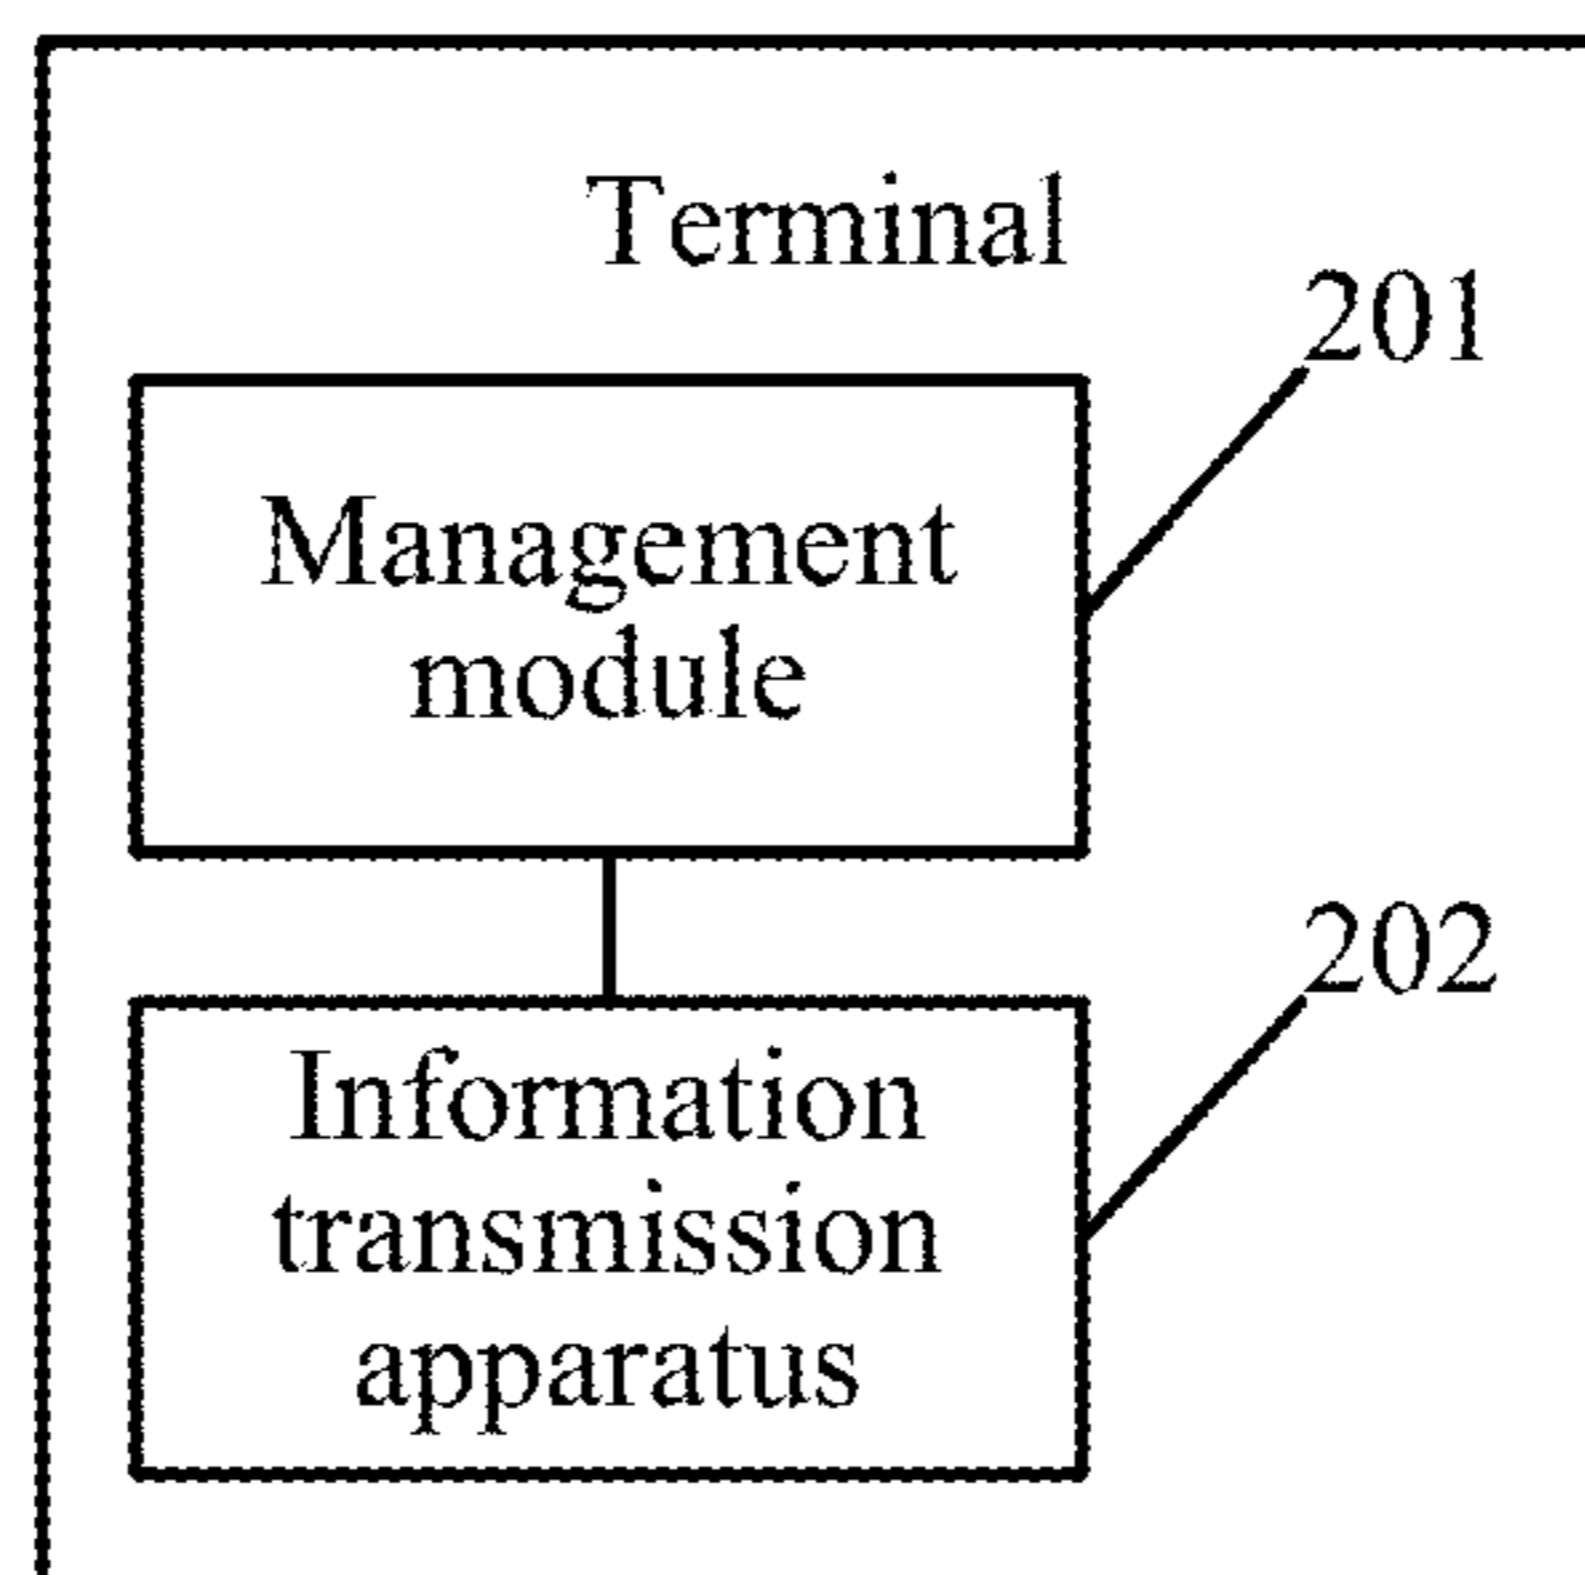 Terminal
201
Management
module
202
Information
transmission
apparatus